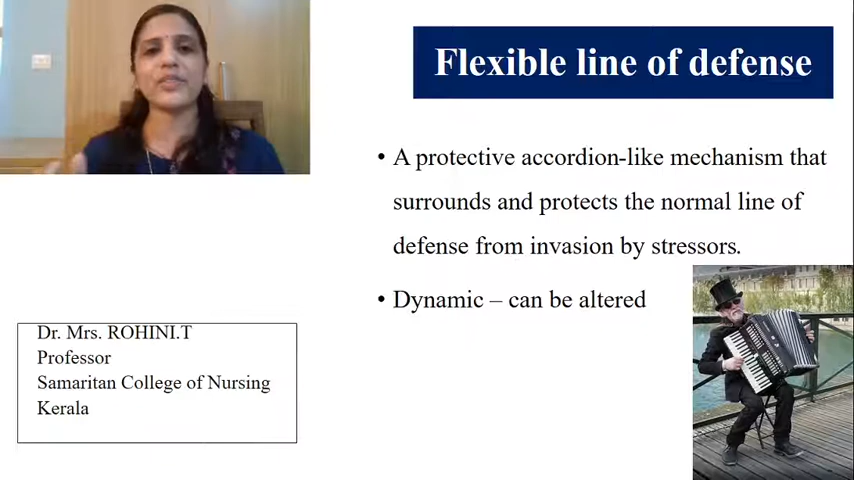 Flexible line of defense
• A protective accordion-like mechanism that
surrounds and protects the normal line of
defense from invasion by stressors.
• Dynamic – can be altered
Dr. Mrs. ROHINI.T
Professor
Samaritan College of Nursing
Kerala